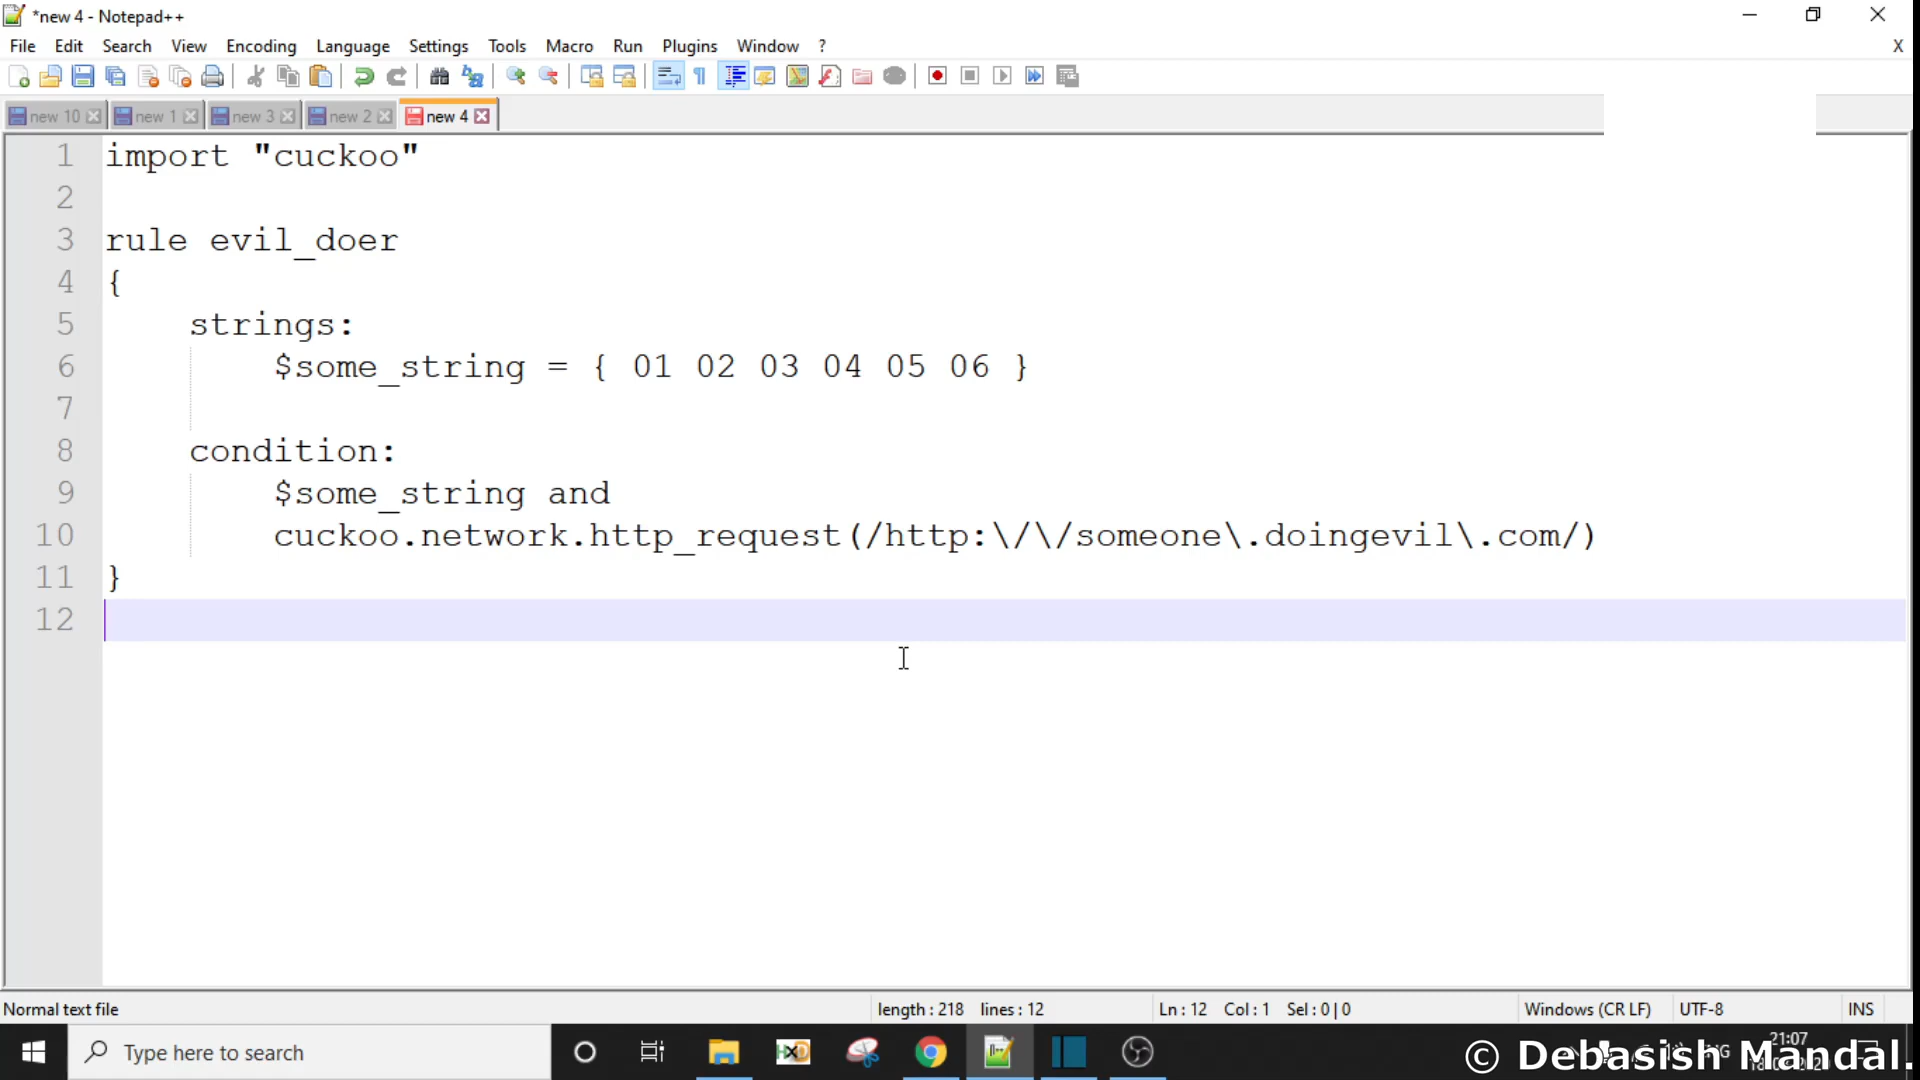 *new 4 - Notepad++
File Edit Search View Encoding Language Settings Tools Macro Run Plugins Window ? X
new 10 new 1 new 3 new 2 new 4
1 import "cuckoo"
2
3 rule evil_doer
4 {
5 strings:
6 $some_string = { 01 02 03 04 05 06 }
7
8 condition:
9 $some_string and
10 cuckoo.network.http_request(/http:\/\/someone\.doingevil\.com/)
11 }
12
Normal text file length : 218 lines : 12 Ln : 12 Col : 1 Sel : 0 | 0 Windows (CR LF) UTF-8 INS
Type here to search
21:07
© Debasish Mandal.